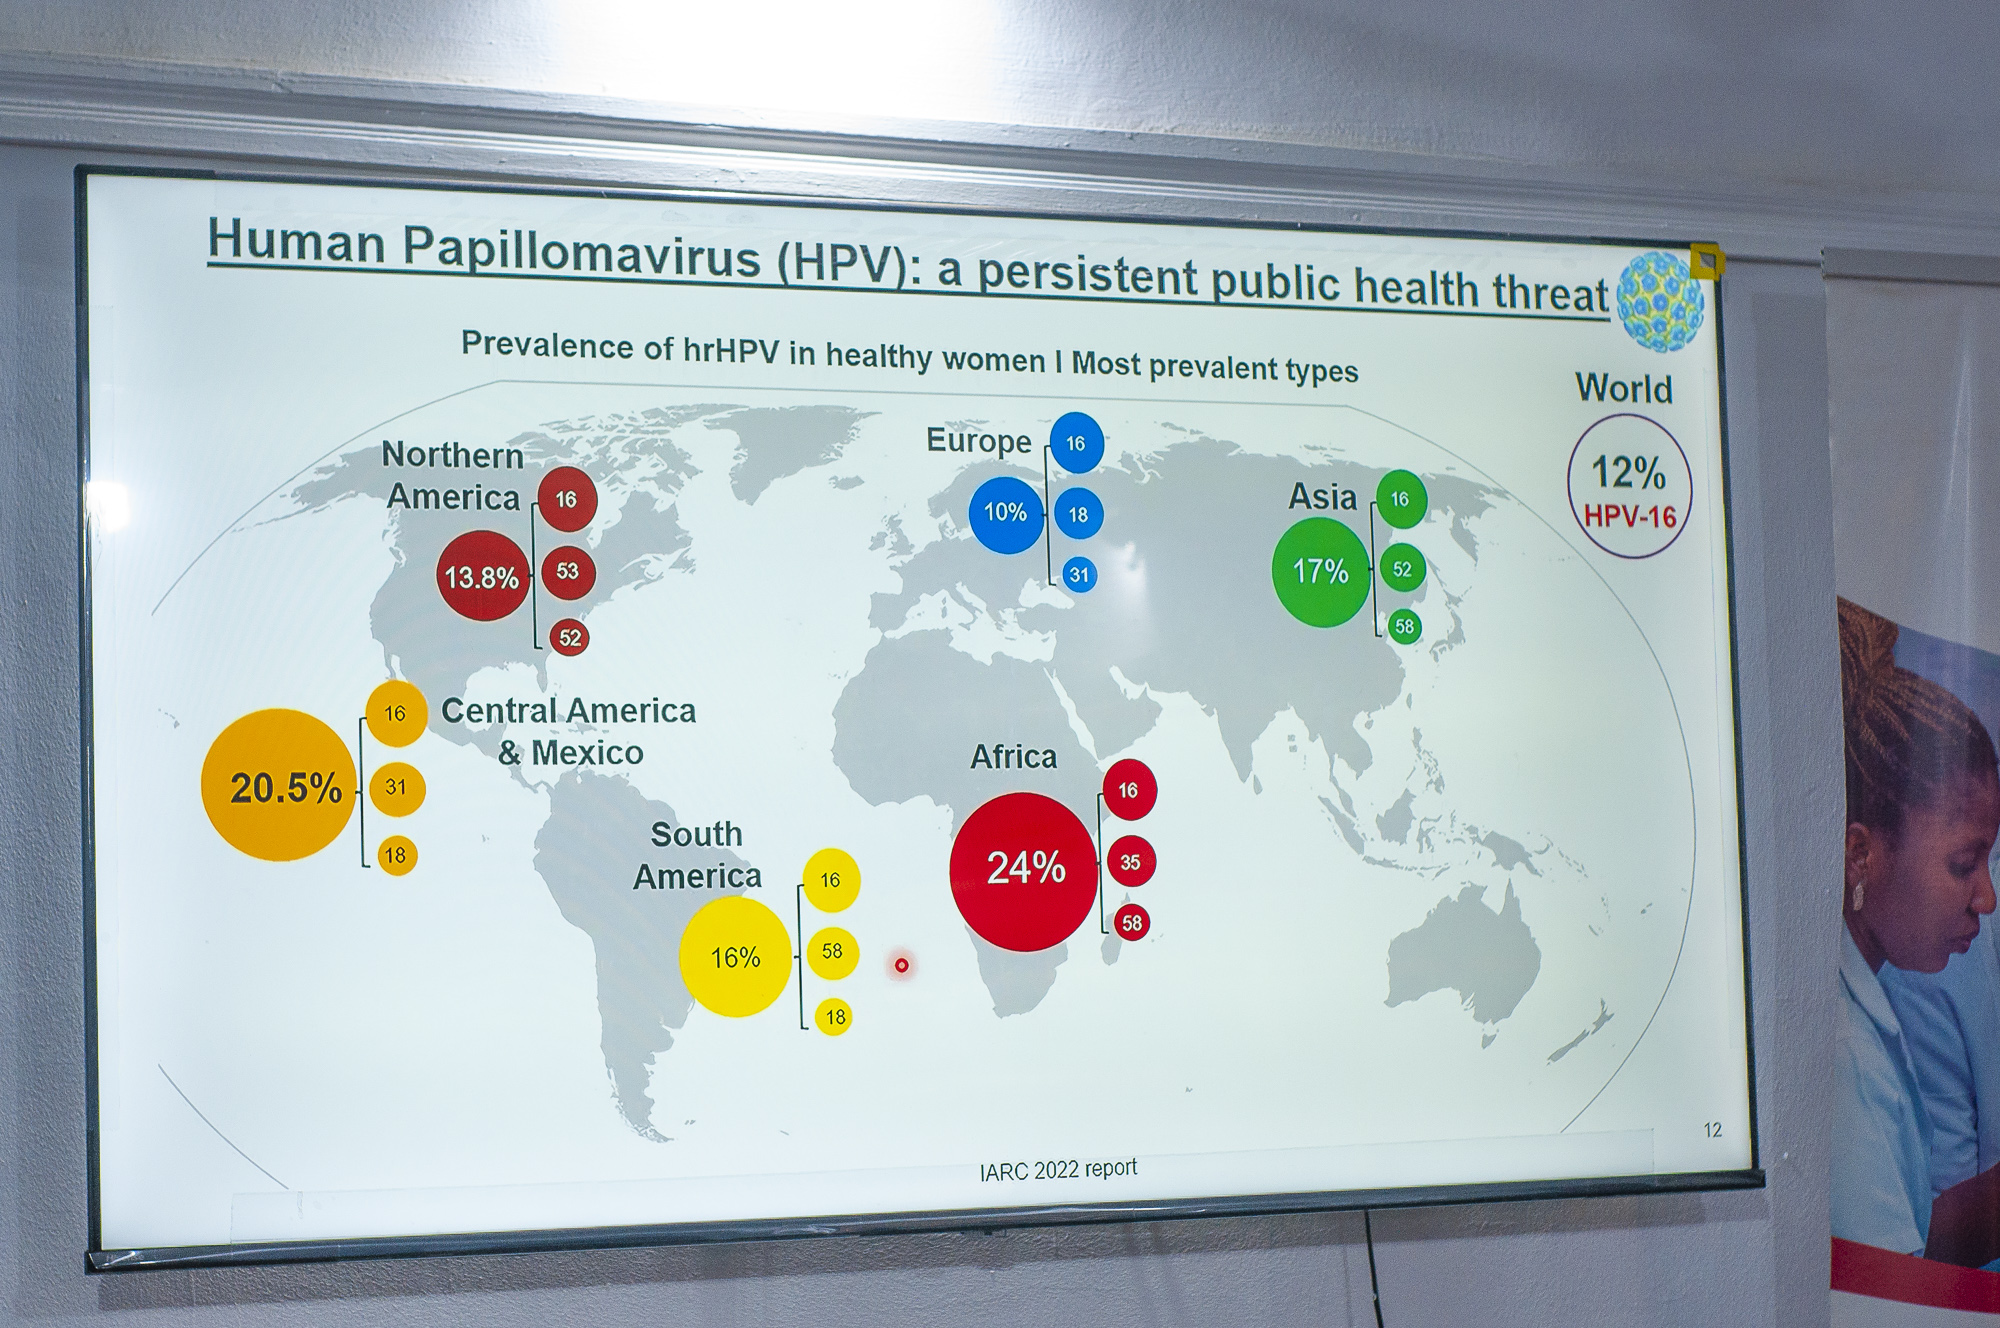 Human Papillomavirus (HPV): a persistent public health threat
Prevalence of hrHPV in healthy women I Most prevalent types
World
12%
HPV-16
Northern
America
13.8%
16
53
52
Europe
10%
16
18
31
Asia
17%
16
52
58
Central America
& Mexico
20.5%
16
31
18
South
America
16%
16
58
18
Africa
24%
16
35
58
12
IARC 2022 report